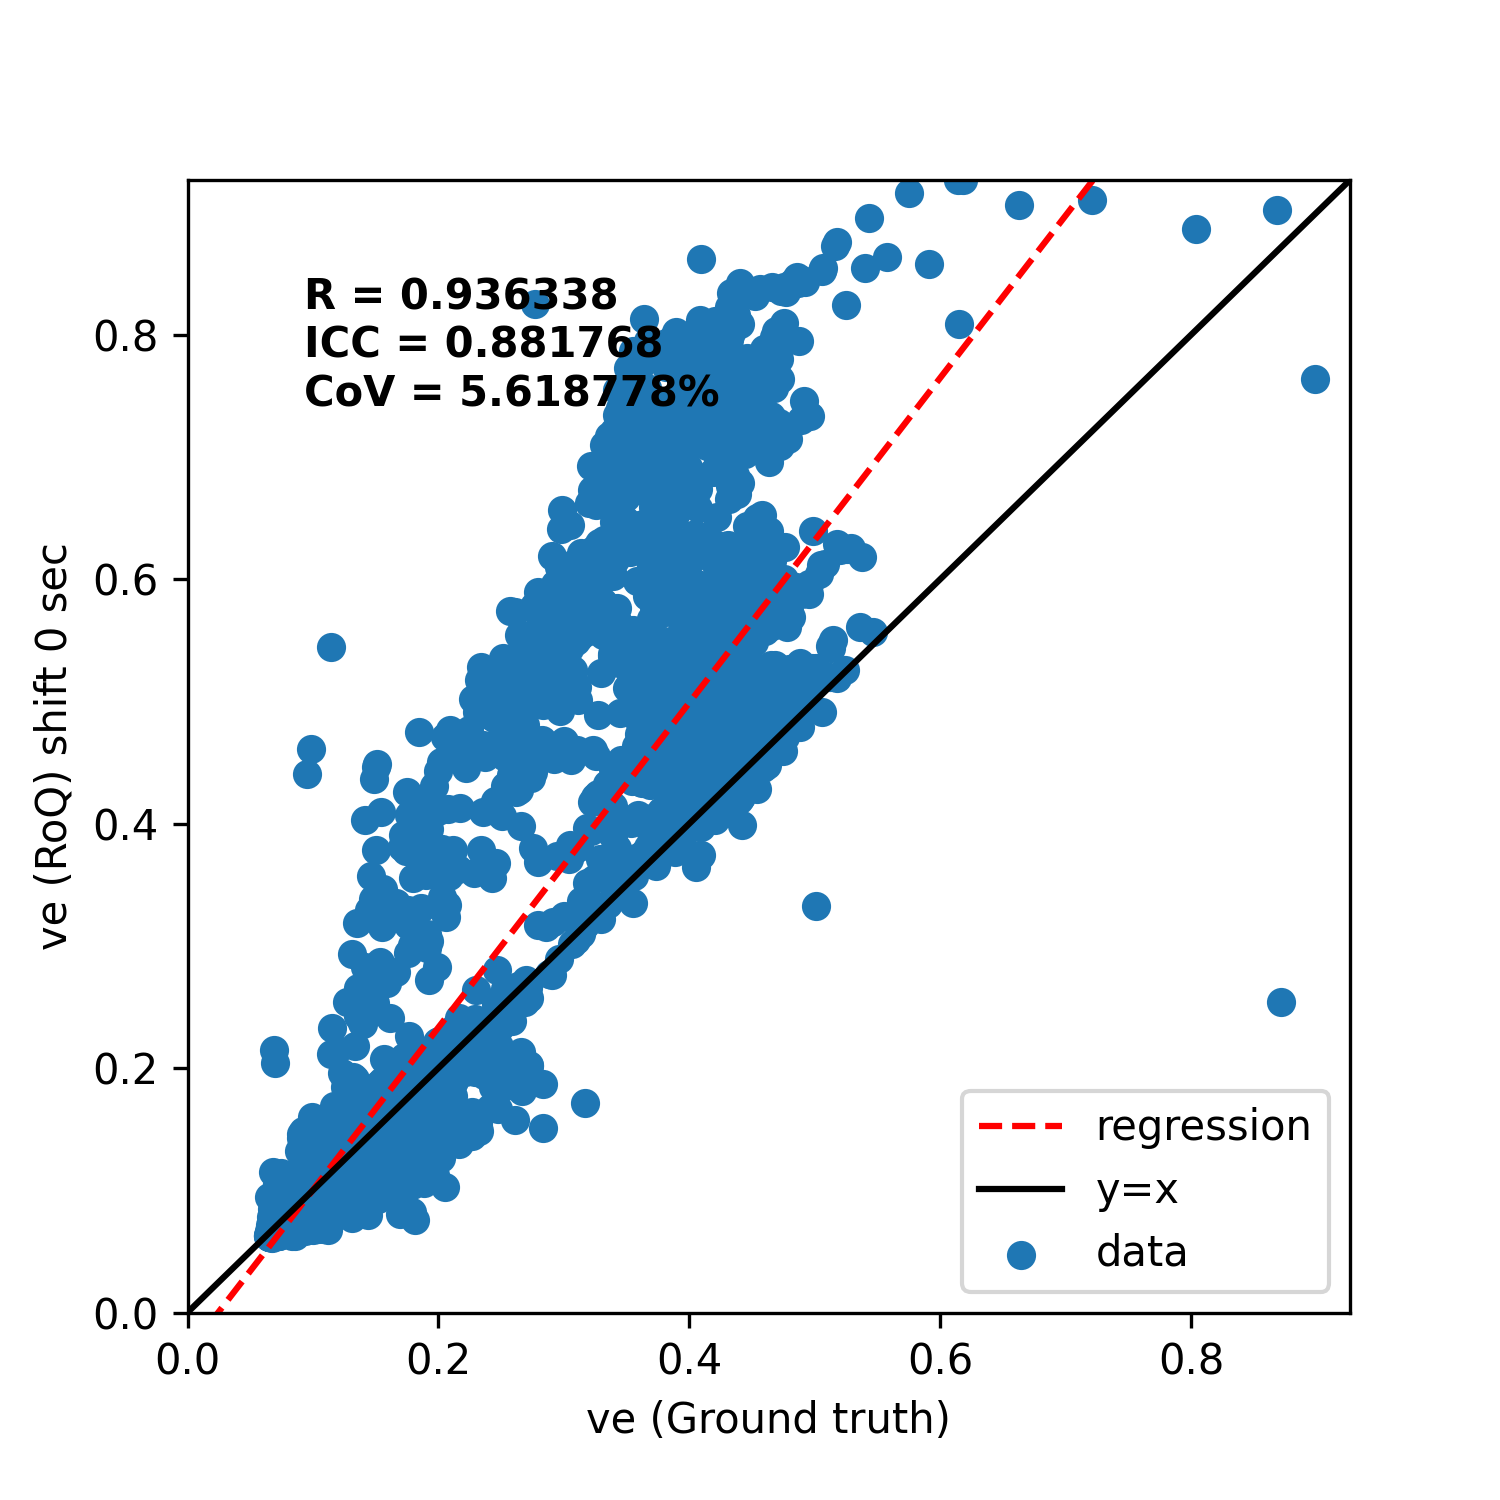 R = 0.936338
ICC = 0.881768
CoV = 5.618778%
ve (RoQ) shift 0 sec
0.8
0.6
0.4
0.2
0.0
0.0 0.2 0.4 0.6 0.8
ve (Ground truth)
regression
y=x
data